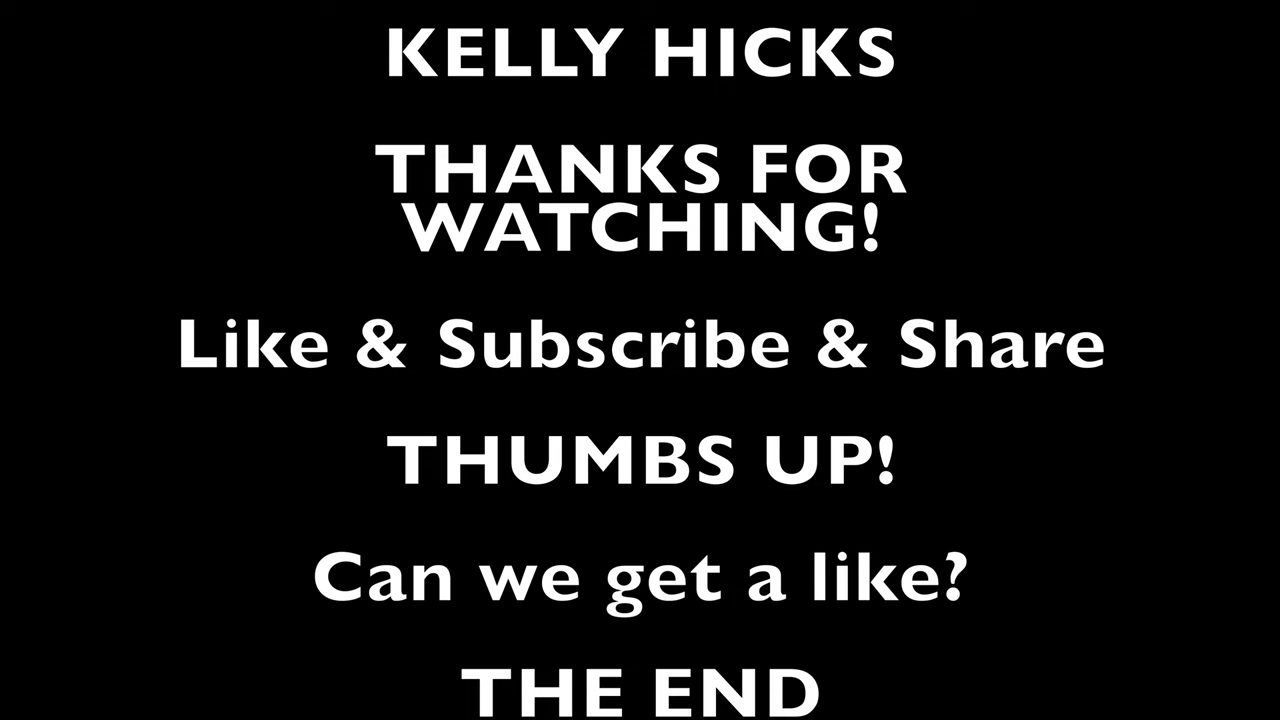 KELLY HICKS
THANKS FOR
WATCHING!
Like & Subscribe & Share
THUMBS UP!
Can we get a like?
THE END